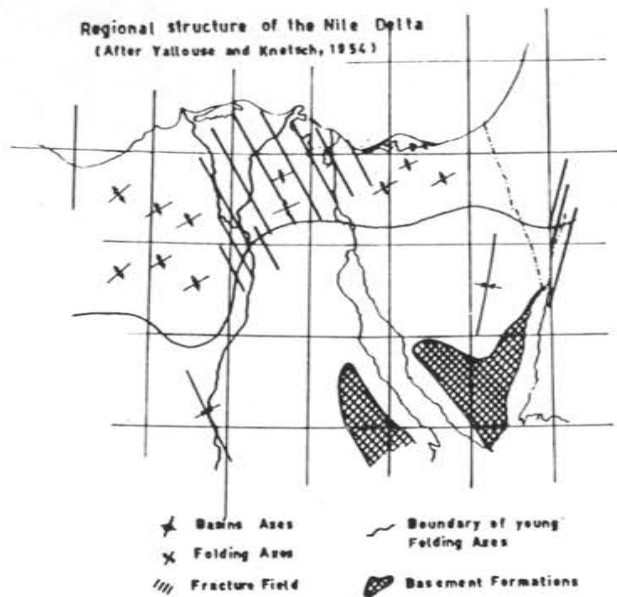 Regional structure of the Nile Delta
(After Yallouse and Knetsch, 1954)
Basins Axes
Folding Axes
Fracture Field
Boundary of young
Folding Axes
Basement Formations